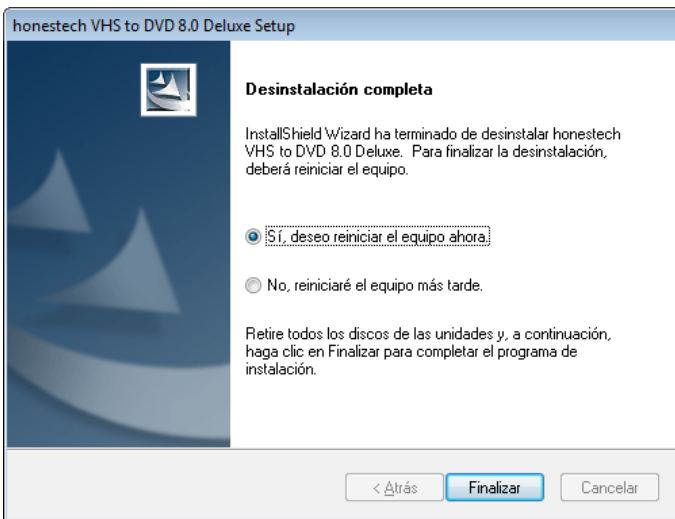 honestech VHS to DVD 8.0 Deluxe Setup
Desinstalación completa
InstallShield Wizard ha terminado de desinstalar honestech
VHS to DVD 8.0 Deluxe. Para finalizar la desinstalación,
deberá reiniciar el equipo.
Sí, deseo reiniciar el equipo ahora.
No, reiniciaré el equipo más tarde.
Retire todos los discos de las unidades y, a continuación,
haga clic en Finalizar para completar el programa de
instalación.
< Atrás Finalizar Cancelar